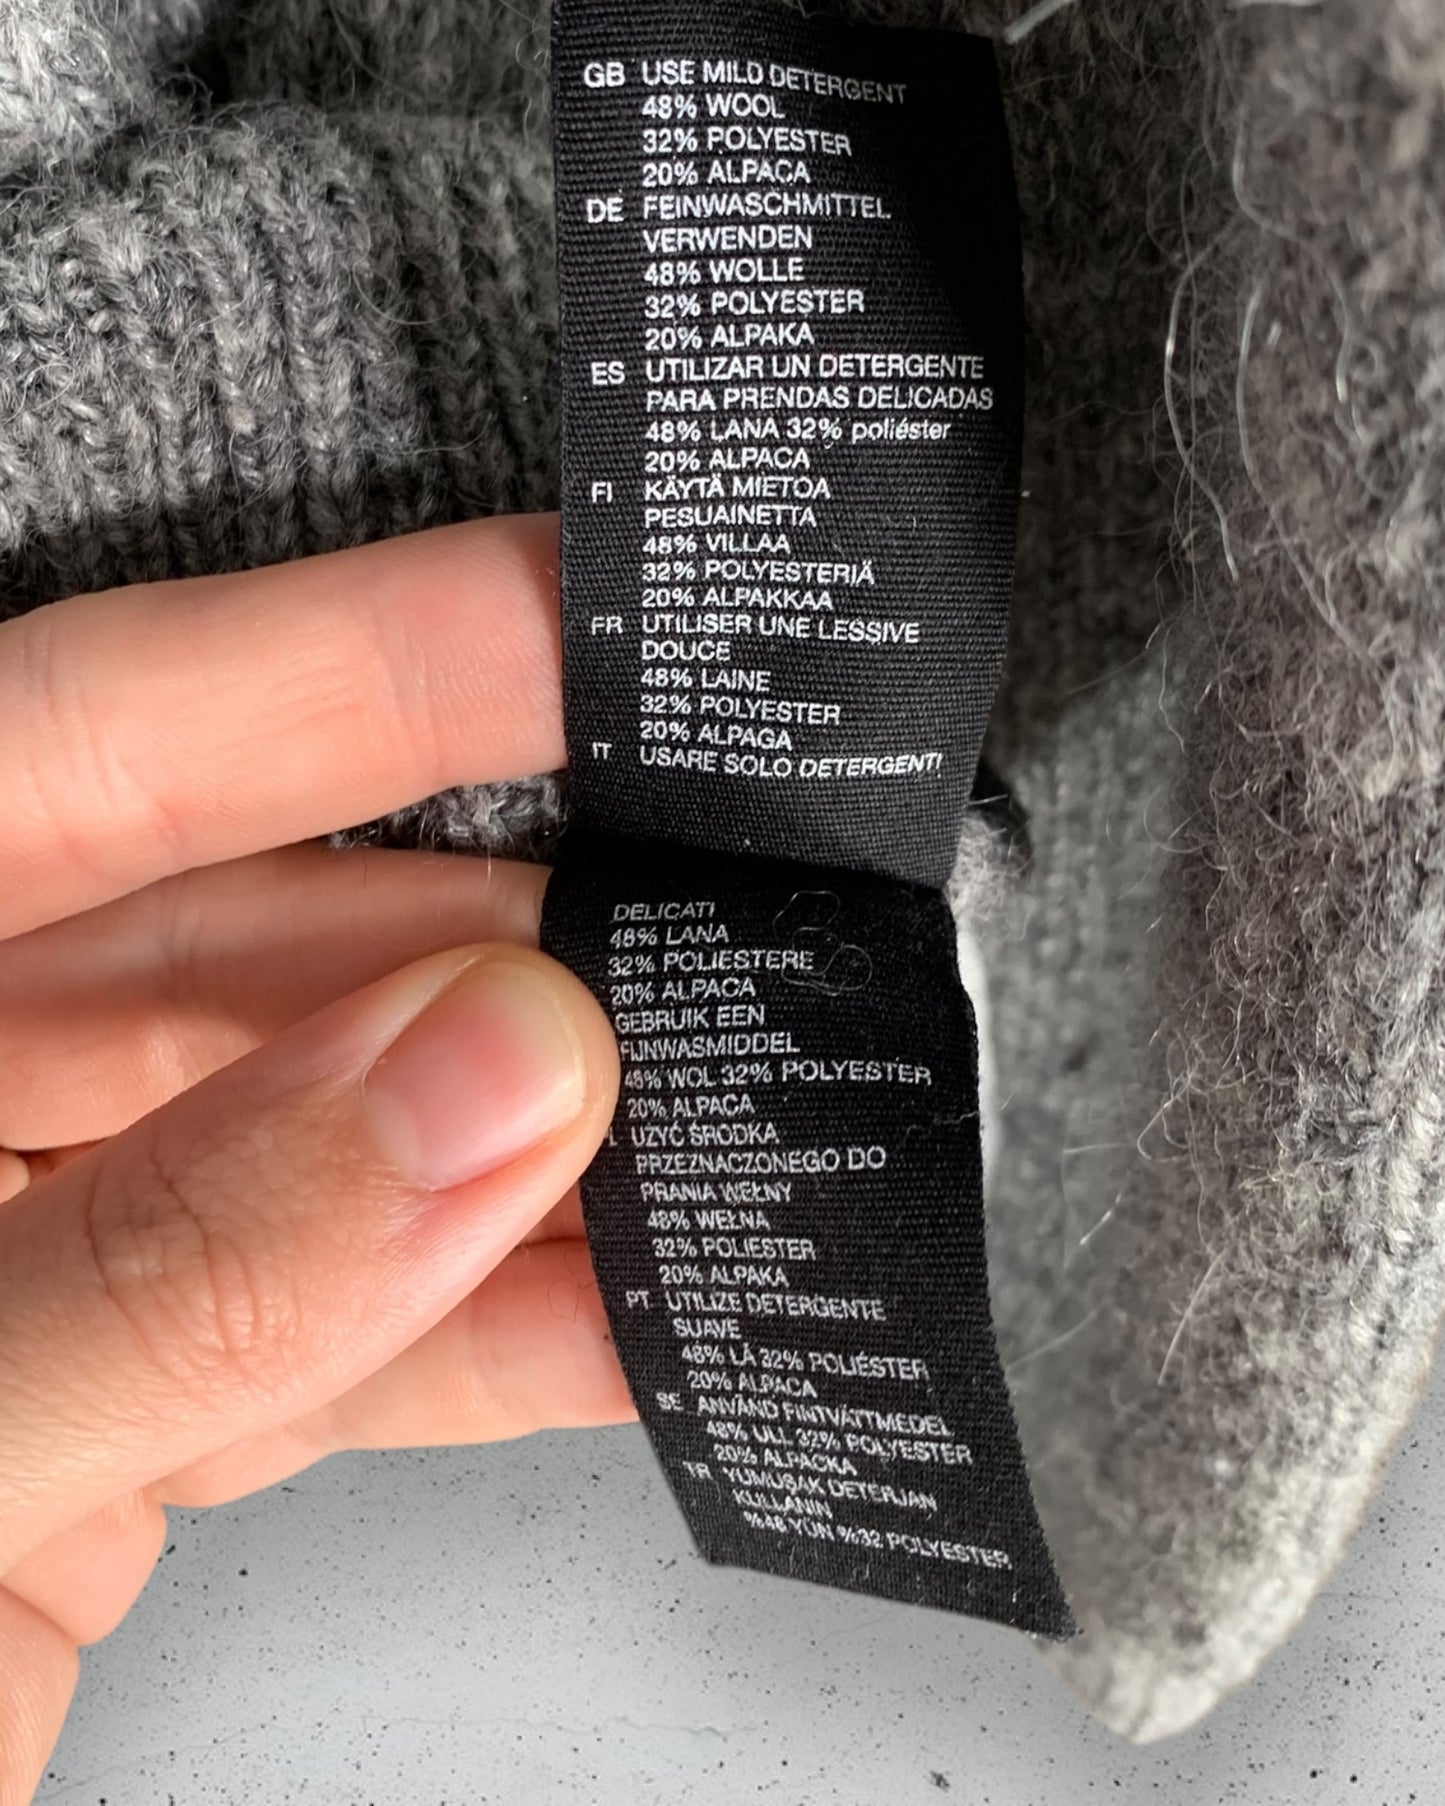 GB USE MILD DETERGENT
48% WOOL
32% POLYESTER
20% ALPACA
DE FEINWASCHMITTEL
VERWENDEN
48% WOLLE
32% POLYESTER
20% ALPAKA
ES UTILIZAR UN DETERGENTE
PARA PRENDAS DELICADAS
48% LANA 32% poliéster
20% ALPACA
FI KÄYTÄ MIETOA
PESUAINETTA
48% VILLAA
32% POLYESTERIÄ
20% ALPAKKAA
FR UTILISER UNE LESSIVE
DOUCE
48% LAINE
32% POLYESTER
20% ALPAGA
IT USARE SOLO DETERGENTI
DELICATI
48% LANA
32% POLIESTERE
20% ALPACA
GEBRUIK EEN
FIJNWASMIDDEL
48% WOL 32% POLYESTER
20% ALPACA
UŻYĆ ŚRODKA
PRZEZNACZONEGO DO
PRANIA WEŁNY
48% WEŁNA
32% POLIESTER
20% ALPAKA
PT UTILIZE DETERGENTE
SUAVE
48% LÃ 32% POLIÉSTER
20% ALPACA
SE ANVÄND FINTVÄTTMEDEL
48% ULL 32% POLYESTER
20% ALPACKA
TR YUMUŞAK DETERJAN
KULLANIN
%48 YÜN %32 POLYESTER